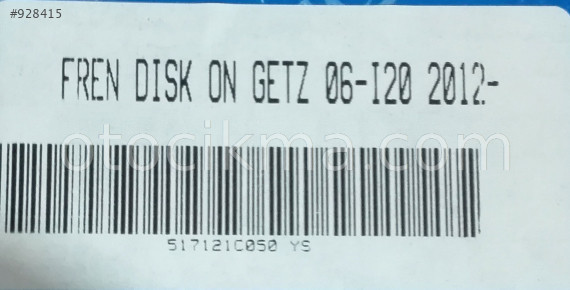 #928415
FREN DISK ON GETZ 06-I20 2012-
otocikma.com
517121C050 YS